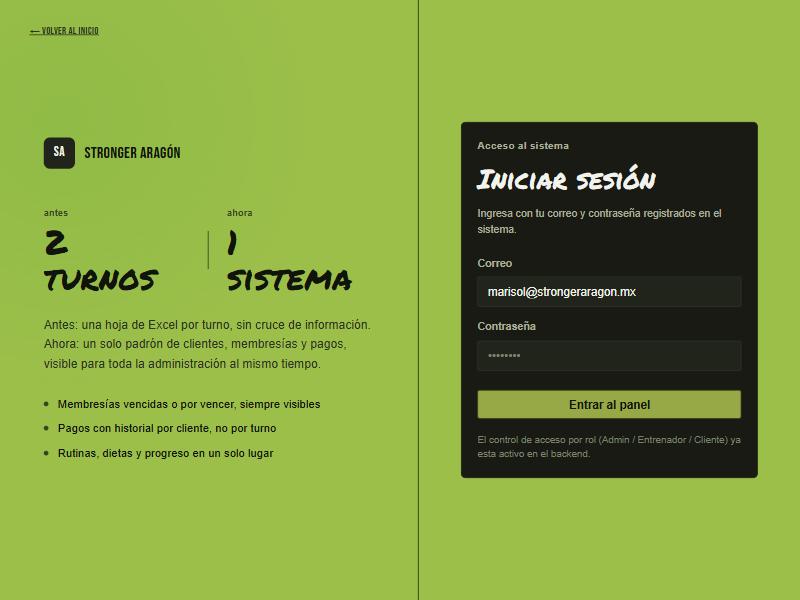 ← VOLVER AL INICIO
SA STRONGER ARAGÓN
antes
2
TURNOS
ahora
1
SISTEMA
Antes: una hoja de Excel por turno, sin cruce de información.
Ahora: un solo padrón de clientes, membresías y pagos,
visible para toda la administración al mismo tiempo.
Membresías vencidas o por vencer, siempre visibles
Pagos con historial por cliente, no por turno
Rutinas, dietas y progreso en un solo lugar
Acceso al sistema
INICIAR SESIÓN
Ingresa con tu correo y contraseña registrados en el
sistema.
Correo
marisol@strongeraragon.mx
Contraseña
••••••••
Entrar al panel
El control de acceso por rol (Admin / Entrenador / Cliente) ya
esta activo en el backend.